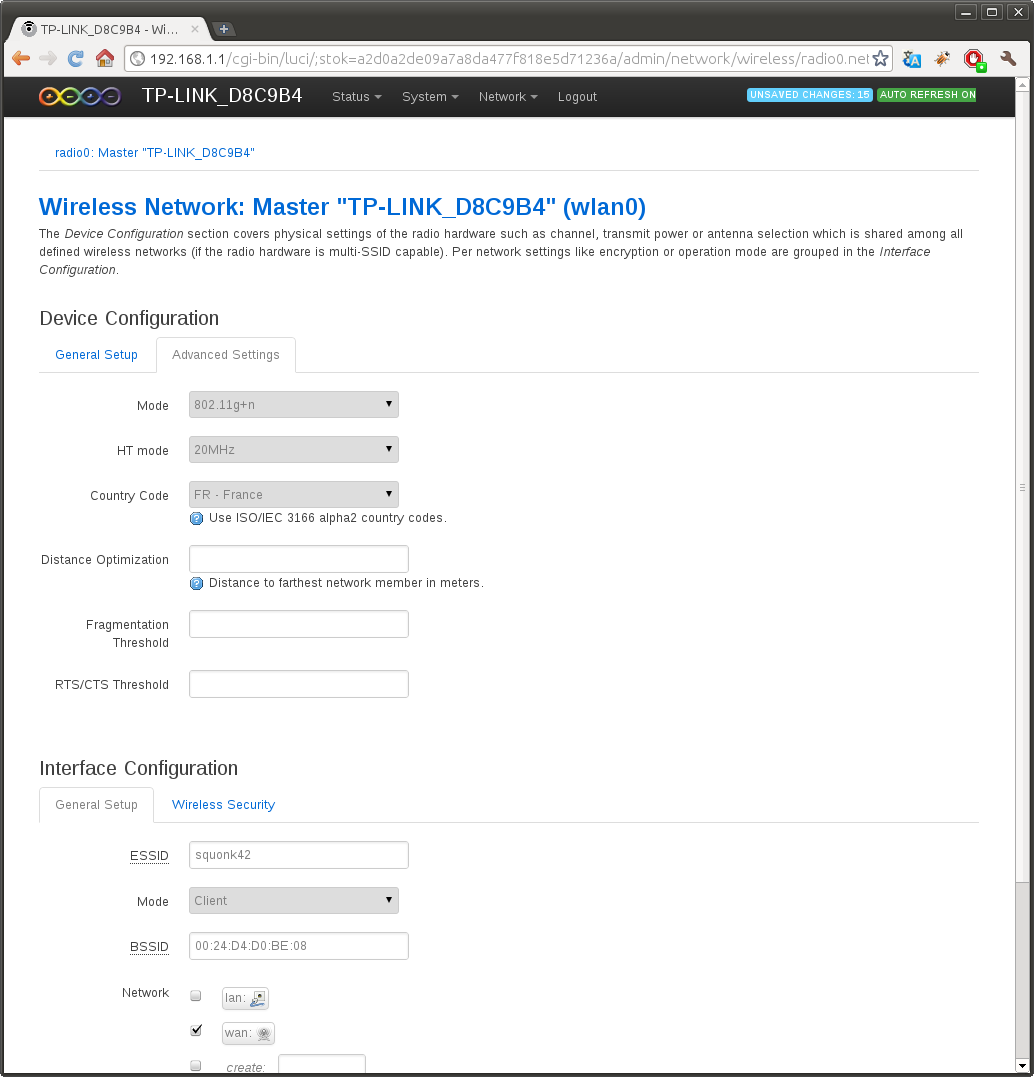 TP-LINK_D8C9B4 - Wi...
192.168.1.1/cgi-bin/luci/;stok=a2d0a2de09a7a8da477f818e5d71236a/admin/network/wireless/radio0.net
TP-LINK_D8C9B4 Status System Network Logout UNSAVED CHANGES: 15 AUTO REFRESH ON
radio0: Master "TP-LINK_D8C9B4"
Wireless Network: Master "TP-LINK_D8C9B4" (wlan0)
The Device Configuration section covers physical settings of the radio hardware such as channel, transmit power or antenna selection which is shared among all
defined wireless networks (if the radio hardware is multi-SSID capable). Per network settings like encryption or operation mode are grouped in the Interface
Configuration.
Device Configuration
General Setup Advanced Settings
Mode 802.11g+n
HT mode 20MHz
Country Code FR - France
Use ISO/IEC 3166 alpha2 country codes.
Distance Optimization
Distance to farthest network member in meters.
Fragmentation
Threshold
RTS/CTS Threshold
Interface Configuration
General Setup Wireless Security
ESSID squonk42
Mode Client
BSSID 00:24:D4:D0:BE:08
Network lan:
wan:
create: